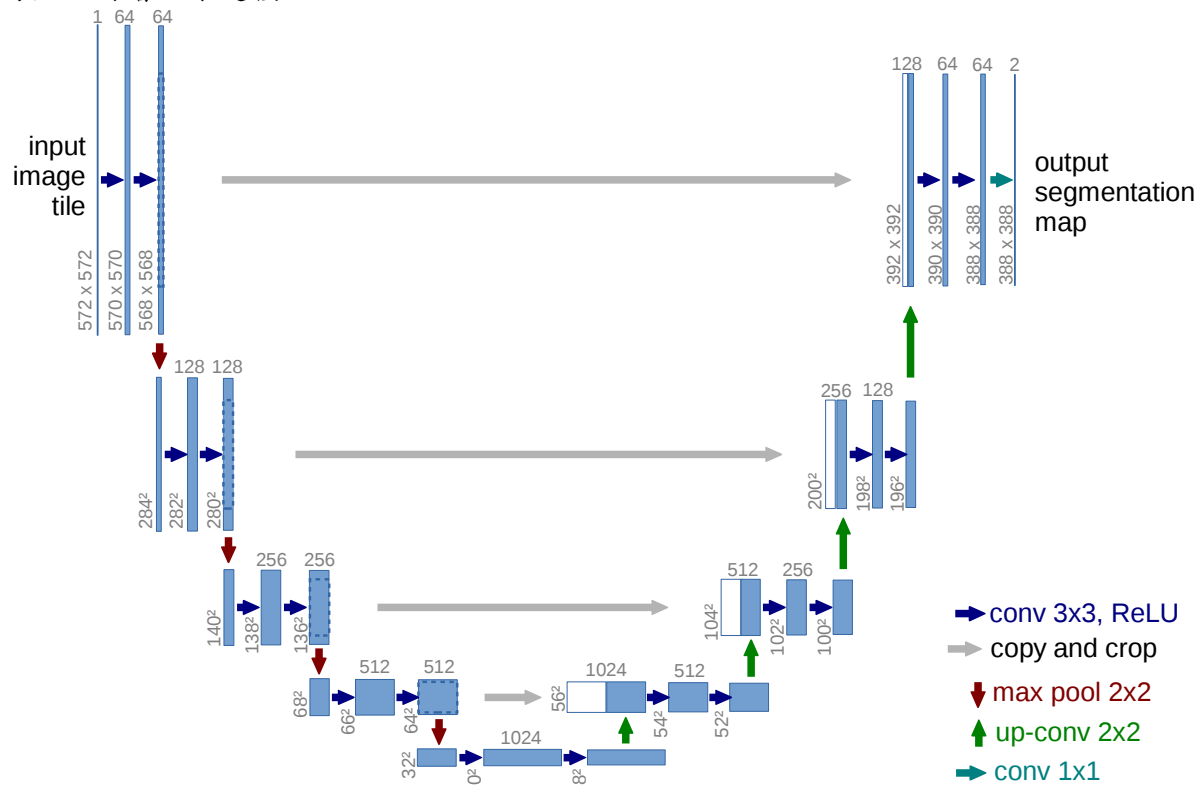 1 64 64
input
image
tile
572 x 572
570 x 570
568 x 568
128 64 64 2
392 x 392
390 x 390
388 x 388
388 x 388
output
segmentation
map
128 128
284²
282²
280²
256 128
200²
198²
196²
256 256
140²
138²
136²
512 256
104²
102²
100²
512 512
68²
66²
64²
1024 512
56²
54²
52²
1024
32²
0²
8²
conv 3x3, ReLU
copy and crop
max pool 2x2
up-conv 2x2
conv 1x1